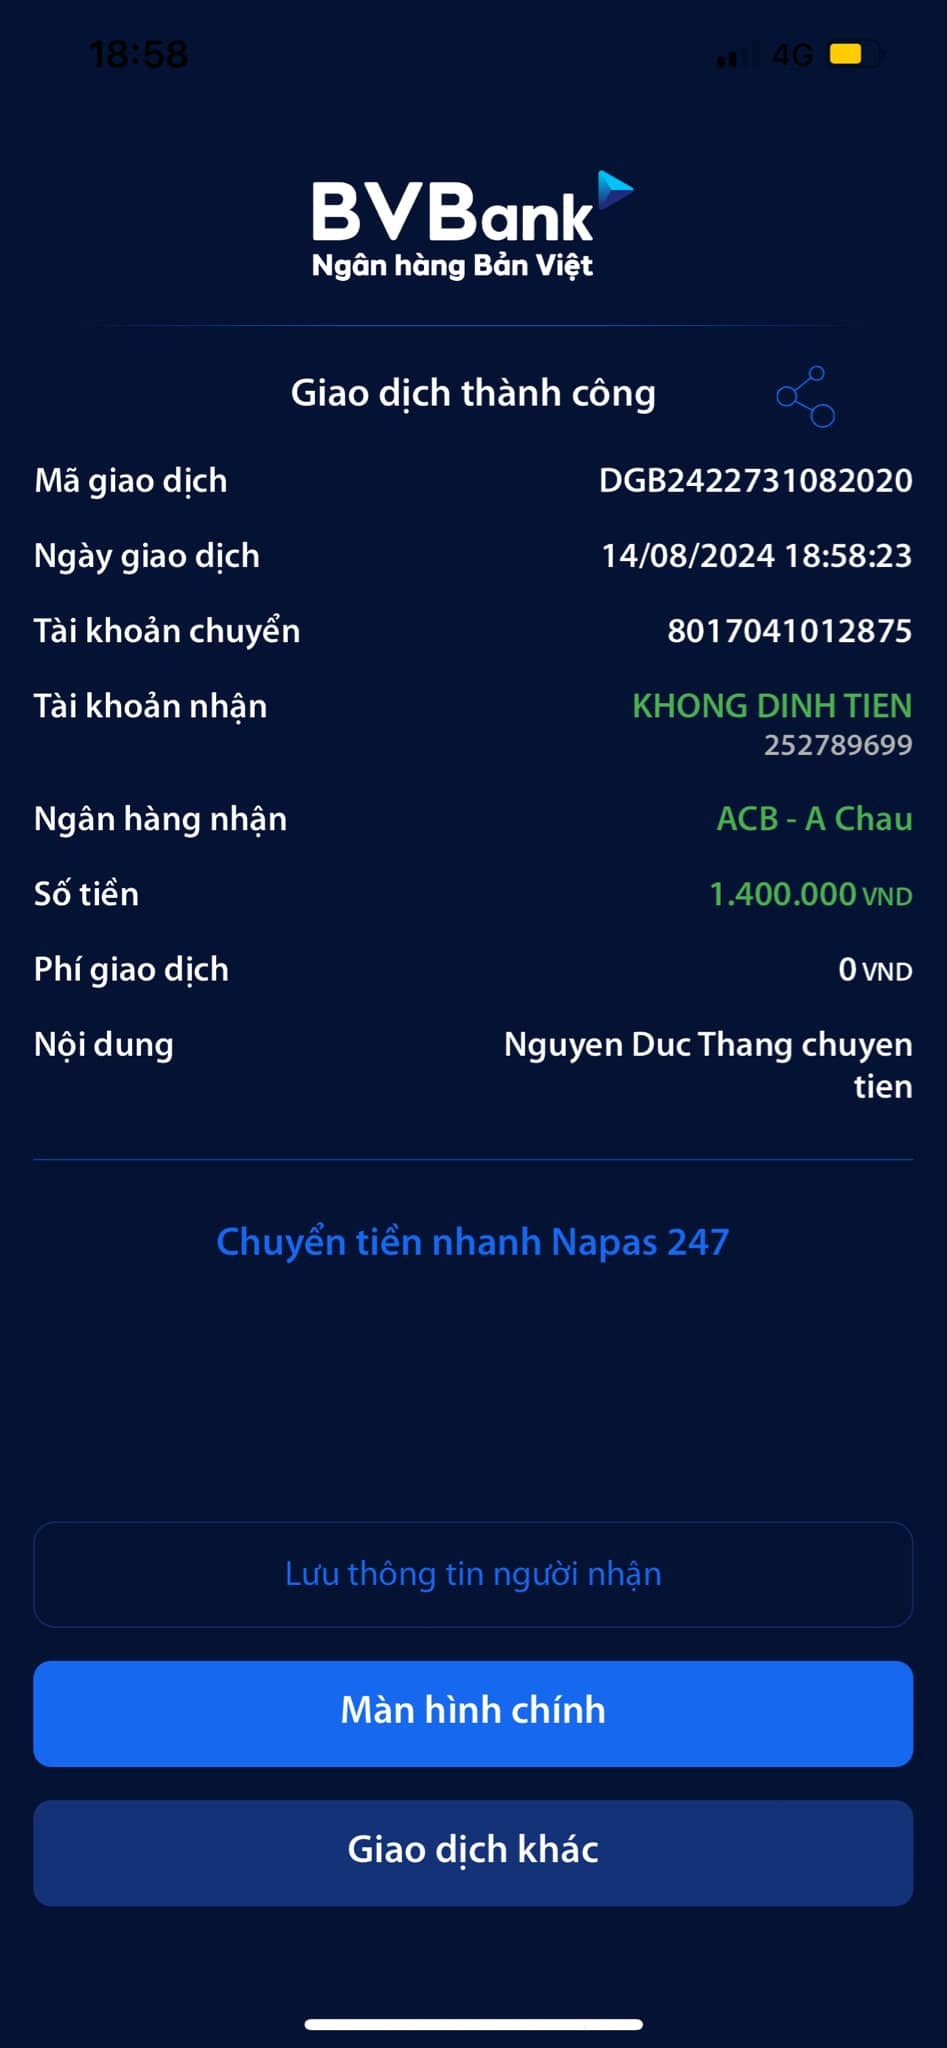 18:58 4G
BVBank
Ngân hàng Bản Việt
Giao dịch thành công
Mã giao dịch DGB2422731082020
Ngày giao dịch 14/08/2024 18:58:23
Tài khoản chuyển 8017041012875
Tài khoản nhận KHONG DINH TIEN
252789699
Ngân hàng nhận ACB - A Chau
Số tiền 1.400.000 VND
Phí giao dịch 0 VND
Nội dung Nguyen Duc Thang chuyen
tien
Chuyển tiền nhanh Napas 247
Lưu thông tin người nhận
Màn hình chính
Giao dịch khác